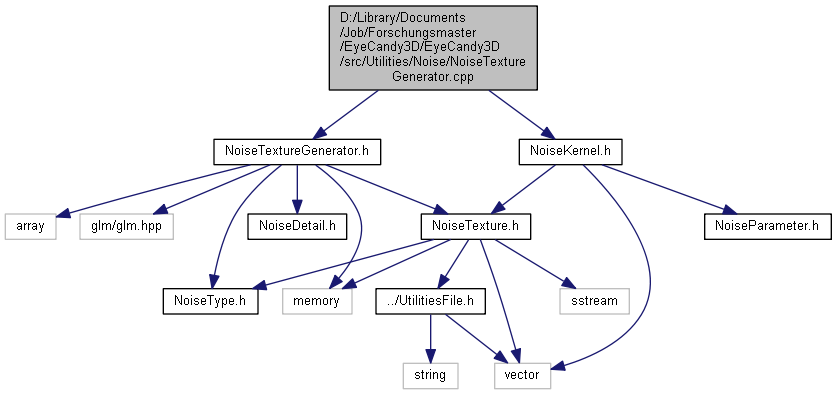 D:/Library/Documents
/Job/Forschungsmaster
/EyeCandy3D/EyeCandy3D
/src/Utilities/Noise/NoiseTexture
Generator.cpp
NoiseTextureGenerator.h
NoiseKernel.h
array
glm/glm.hpp
NoiseDetail.h
NoiseTexture.h
NoiseParameter.h
NoiseType.h
memory
../UtilitiesFile.h
sstream
string
vector